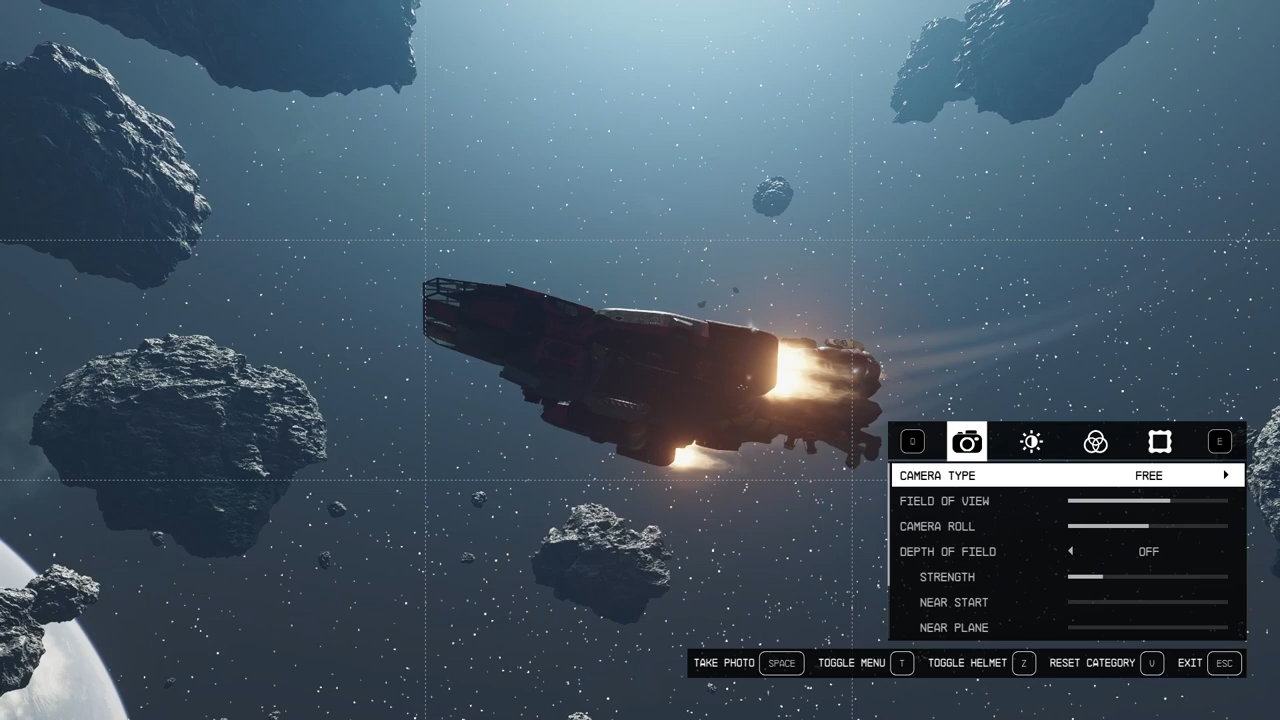 Q
E
CAMERA TYPE FREE
FIELD OF VIEW
CAMERA ROLL
DEPTH OF FIELD OFF
STRENGTH
NEAR START
NEAR PLANE
TAKE PHOTO SPACE TOGGLE MENU T TOGGLE HELMET Z RESET CATEGORY V EXIT ESC